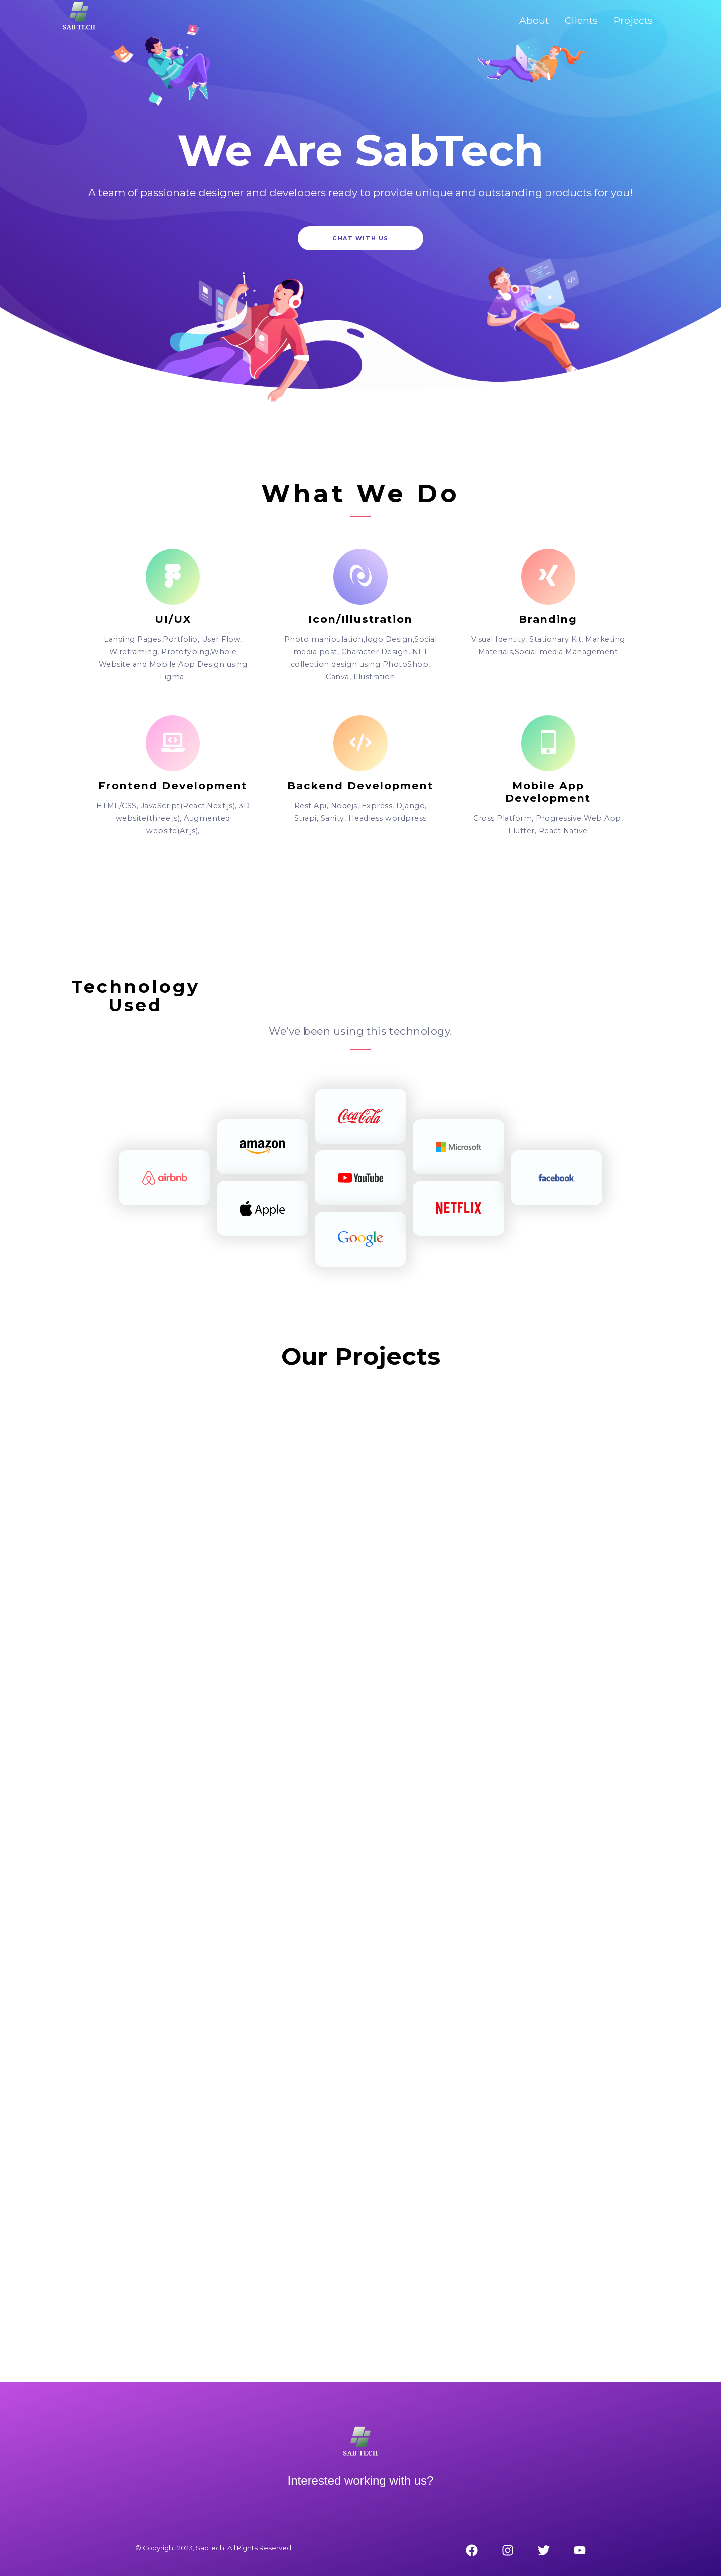 SAB TECH
About Clients Projects
We Are SabTech
A team of passionate designer and developers ready to provide unique and outstanding products for you!
CHAT WITH US
What We Do
UI/UX
Landing Pages,Portfolio, User Flow,
Wireframing, Prototyping,Whole
Website and Mobile App Design using
Figma.
Icon/Illustration
Photo manipulation,logo Design,Social
media post, Character Design, NFT
collection design using PhotoShop,
Canva, Illustration
Branding
Visual Identity, Stationary Kit, Marketing
Materials,Social media Management
Frontend Development
HTML/CSS, JavaScript(React,Next.js), 3D
website(three.js), Augmented
website(Ar.js),
Backend Development
Rest Api, Nodejs, Express, Django,
Strapi, Sanity, Headless wordpress
Mobile App
Development
Cross Platform, Progressive Web App,
Flutter, React Native
Technology
Used
We've been using this technology.
Coca-Cola
amazon
Microsoft
airbnb
YouTube
facebook
Apple
NETFLIX
Google
Our Projects
SAB TECH
Interested working with us?
© Copyright 2023, SabTech. All Rights Reserved